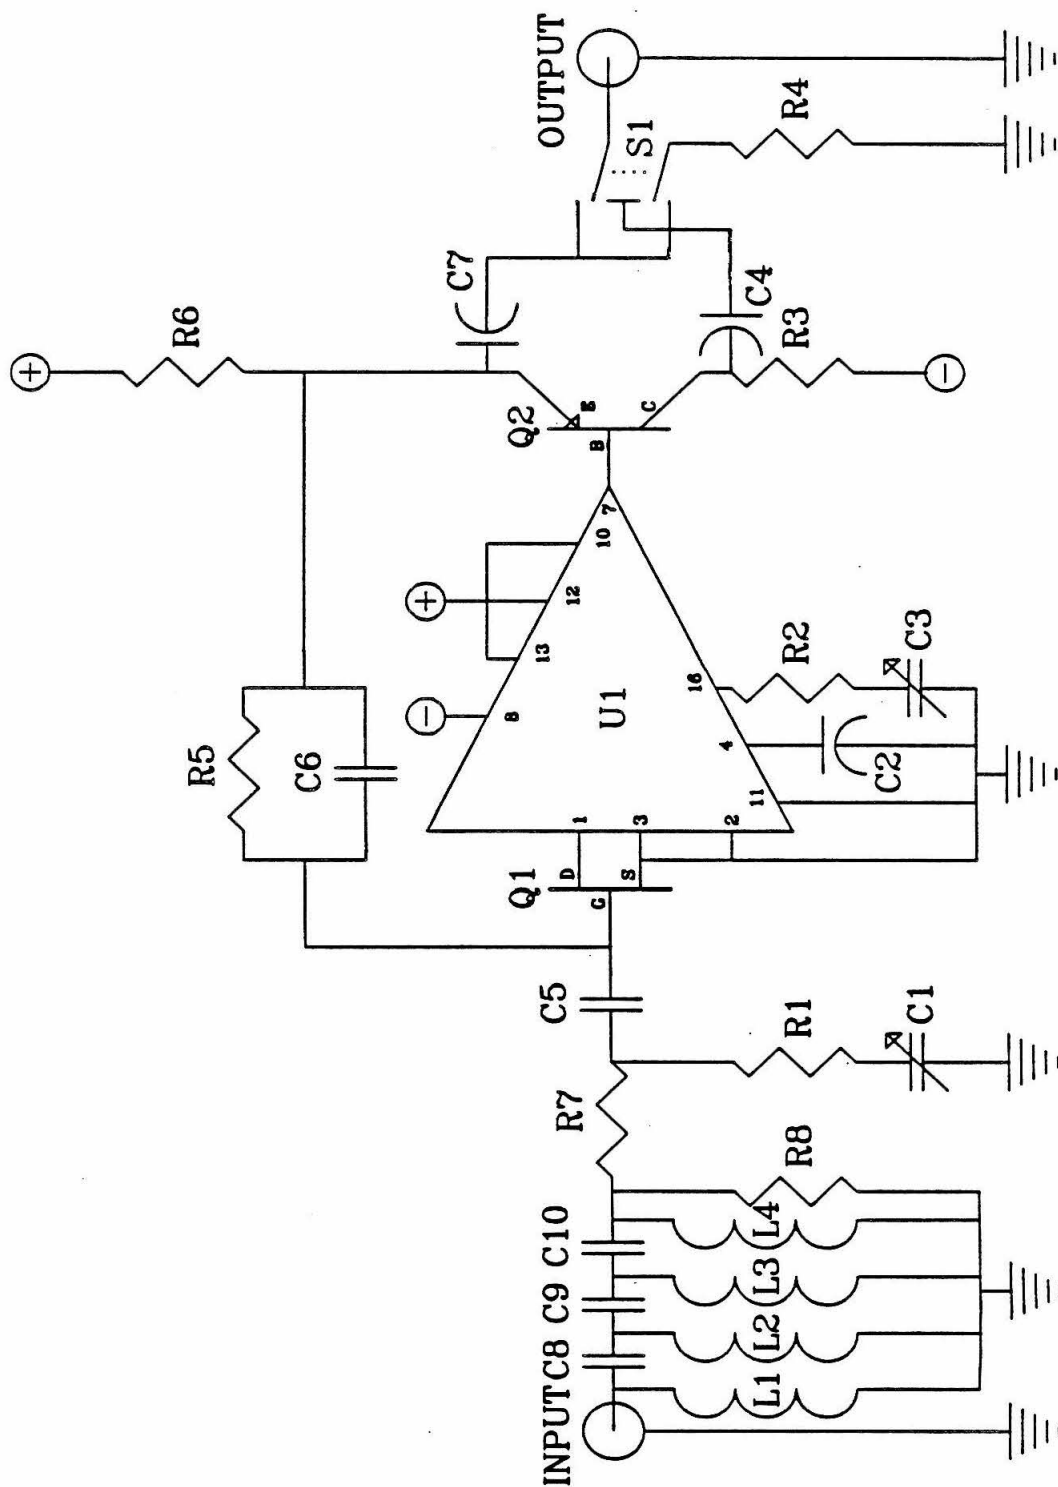 INPUT
C8
C9
C10
L1
L2
L3
L4
R8
R7
C5
R1
C1
R5
C6
Q1
D
G
S
1
3
2
11
4
16
8
13
12
10
7
U1
−
+
C2
R2
C3
R6
+
Q2
E
B
C
C7
C4
R3
−
S1
R4
OUTPUT